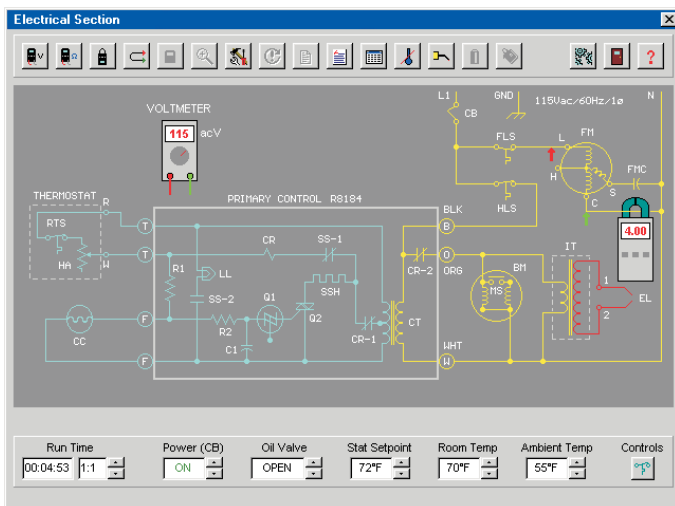 Electrical Section
V
Ω
?
L1
GND
115Vac/60Hz/1ø
N
VOLTMETER
CB
115 acV
FLS
L
FM
H
FMC
S
THERMOSTAT
R
PRIMARY CONTROL R8184
BLK
HLS
C
RTS
T
B
4.00
CR
SS-1
T
O
HA
W
CR-2
ORG
IT
R1
LL
BM
SSH
MS
1
SS-2
Q1
EL
Q2
2
F
R2
CT
CC
C1
CR-1
WHT
F
W
Run Time
Power (CB)
Oil Valve
Stat Setpoint
Room Temp
Ambient Temp
Controls
00:04:53
1:1
ON
OPEN
72°F
70°F
55°F